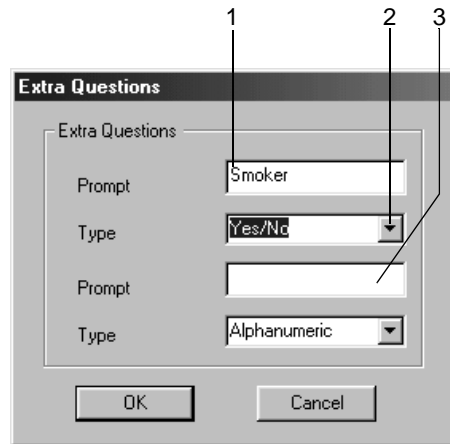 1 2 3
Extra Questions
Extra Questions
Prompt Smoker
Type Yes/No
Prompt
Type Alphanumeric
OK Cancel